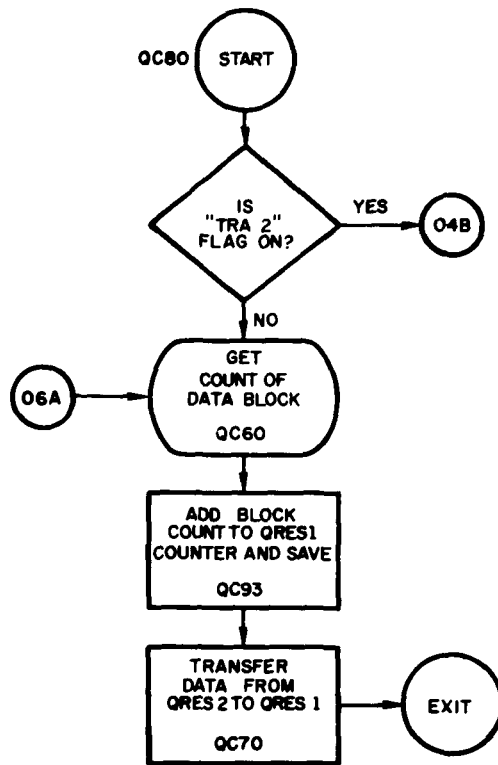 QC80
START
IS
"TRA 2"
FLAG ON?
YES
04B
NO
GET
COUNT OF
DATA BLOCK
QC60
06A
ADD BLOCK
COUNT TO QRES1
COUNTER AND SAVE
QC93
TRANSFER
DATA FROM
QRES 2 TO QRES 1
QC70
EXIT